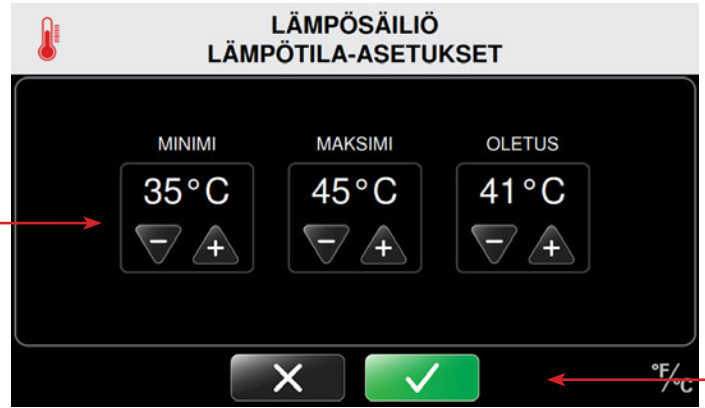 LÄMPÖSÄILIÖ
LÄMPÖTILA-ASETUKSET
MINIMI MAKSIMI OLETUS
35°C 45°C 41°C
− + − + − +
°F/°C